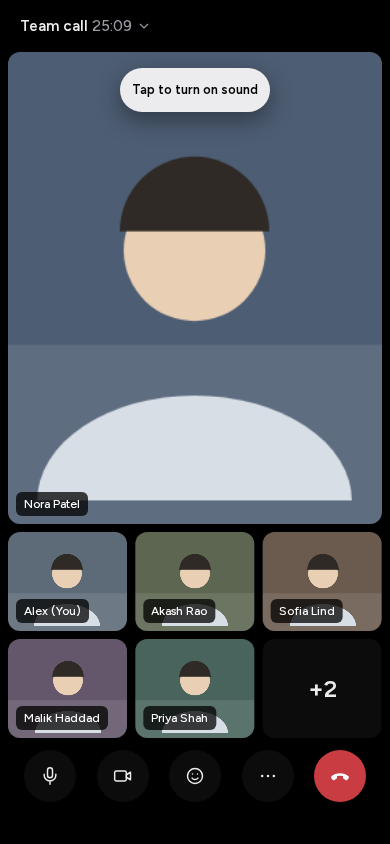 Team call 25:09
Tap to turn on sound
Nora Patel
Alex (You)
Akash Rao
Sofia Lind
Malik Haddad
Priya Shah
+2